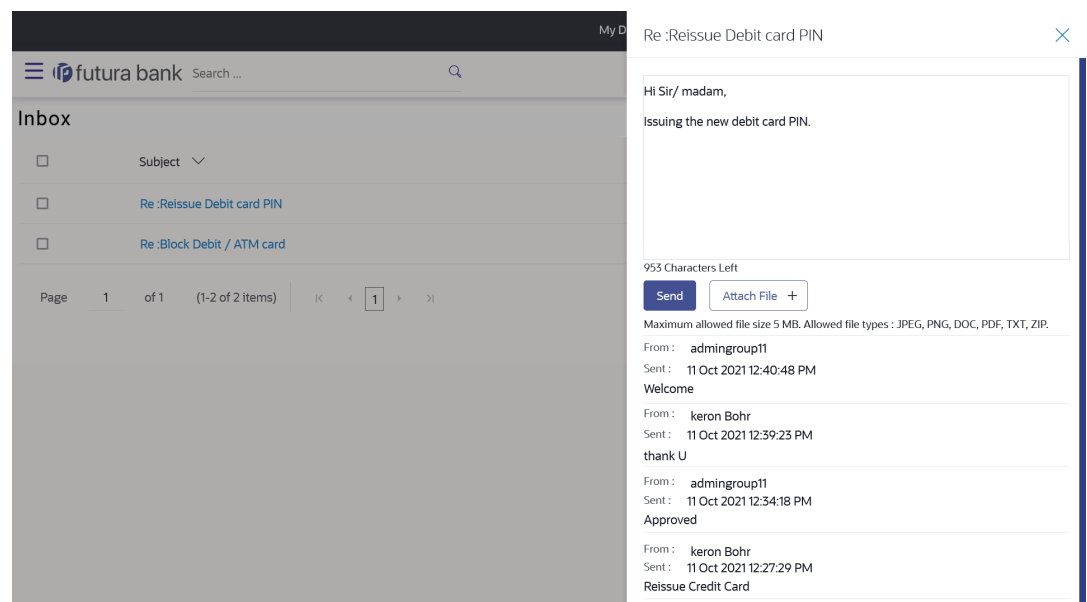 My D
futura bank Search ...
Inbox
Subject
Re :Reissue Debit card PIN
Re :Block Debit / ATM card
Page 1 of 1 (1-2 of 2 items) 1
Re :Reissue Debit card PIN
Hi Sir/ madam,
Issuing the new debit card PIN.
953 Characters Left
Send Attach File +
Maximum allowed file size 5 MB. Allowed file types : JPEG, PNG, DOC, PDF, TXT, ZIP.
From : admingroup11
Sent : 11 Oct 2021 12:40:48 PM
Welcome
From : keron Bohr
Sent : 11 Oct 2021 12:39:23 PM
thank U
From : admingroup11
Sent : 11 Oct 2021 12:34:18 PM
Approved
From : keron Bohr
Sent : 11 Oct 2021 12:27:29 PM
Reissue Credit Card